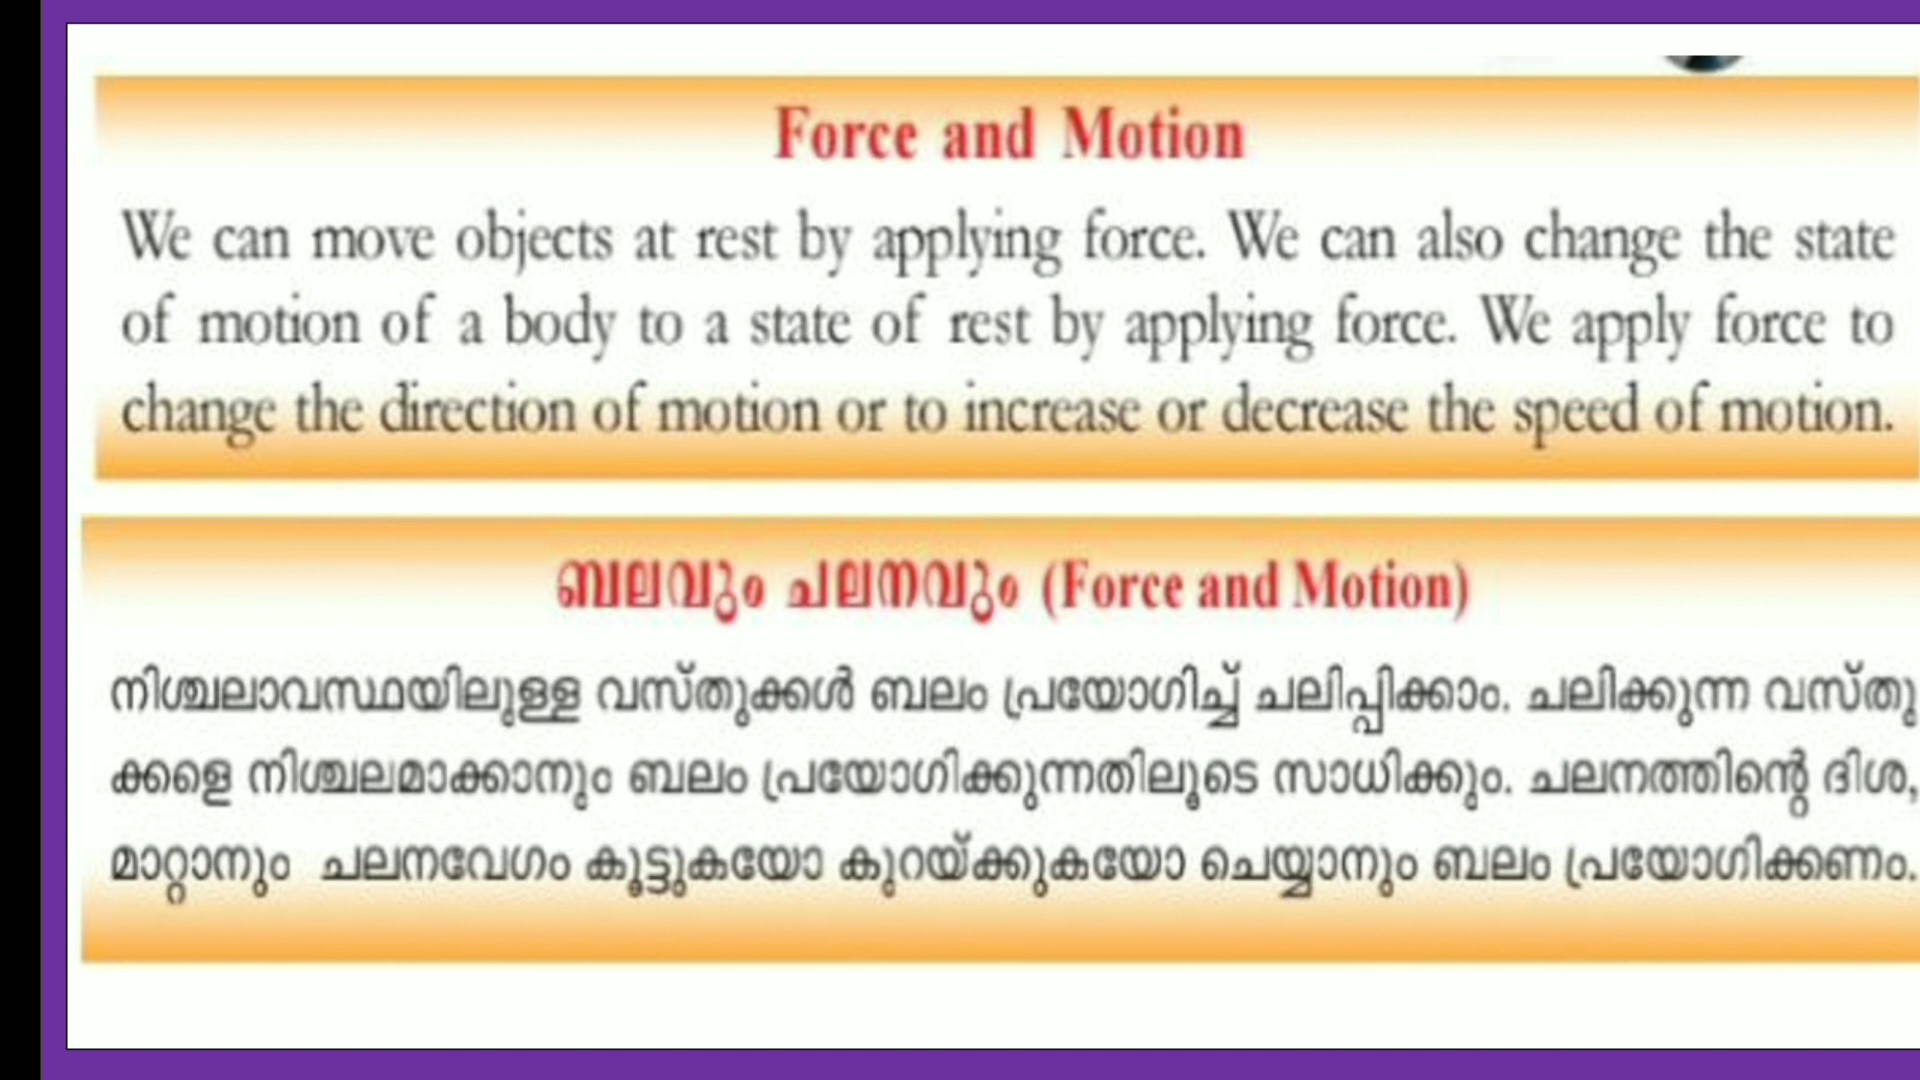 Force and Motion
We can move objects at rest by applying force. We can also change the state
of motion of a body to a state of rest by applying force. We apply force to
change the direction of motion or to increase or decrease the speed of motion.
ബലവും ചലനവും (Force and Motion)
നിശ്ചലാവസ്ഥയിലുള്ള വസ്തുക്കൾ ബലം പ്രയോഗിച്ച് ചലിപ്പിക്കാം. ചലിക്കുന്ന വസ്തു
ക്കളെ നിശ്ചലമാക്കാനും ബലം പ്രയോഗിക്കുന്നതിലൂടെ സാധിക്കും. ചലനത്തിന്റെ ദിശ,
മാറ്റാനും ചലനവേഗം കൂട്ടുകയോ കുറയ്ക്കുകയോ ചെയ്യാനും ബലം പ്രയോഗിക്കണം.